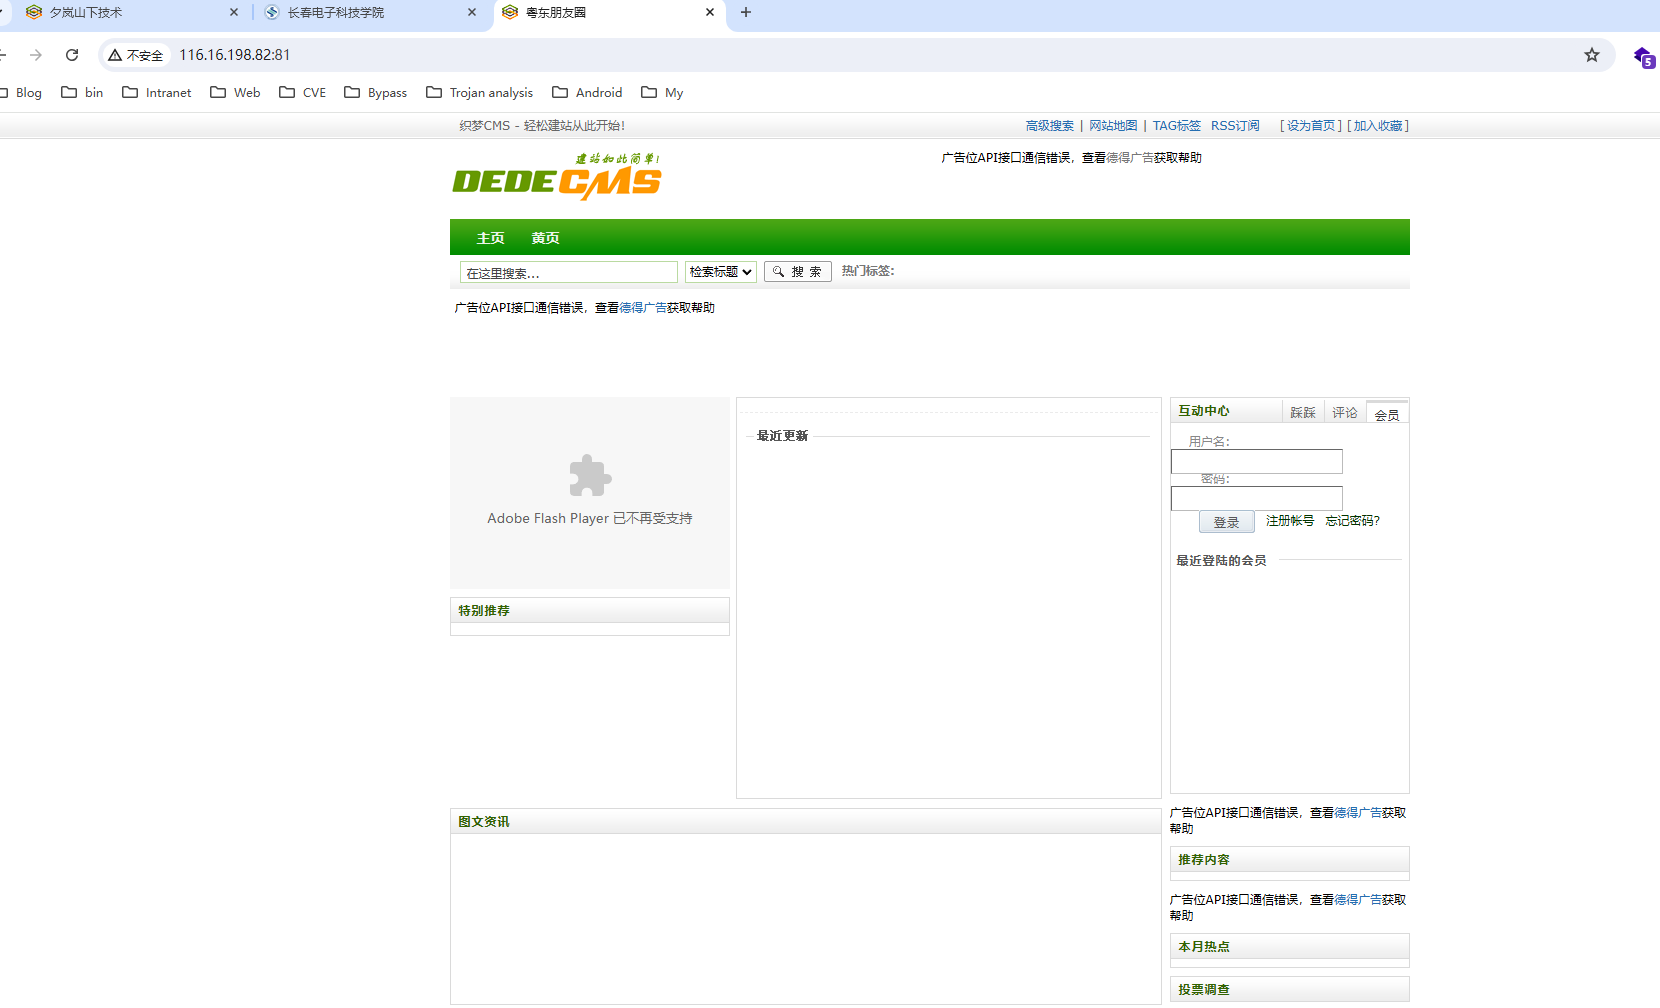 夕岚山下技术
长春电子科技学院
粤东朋友圈
不安全
116.16.198.82:81
5
Blog
bin
Intranet
Web
CVE
Bypass
Trojan analysis
Android
My
织梦CMS - 轻松建站从此开始!
高级搜索 | 网站地图 | TAG标签 RSS订阅 [设为首页] [加入收藏]
建站如此简单!
DEDECMS
广告位API接口通信错误，查看德得广告获取帮助
主页 黄页
在这里搜索...
检索标题
搜 索
热门标签:
广告位API接口通信错误，查看德得广告获取帮助
Adobe Flash Player 已不再受支持
特别推荐
最近更新
互动中心
踩踩
评论
会员
用户名：
密码：
登录
注册帐号
忘记密码?
最近登陆的会员
图文资讯
广告位API接口通信错误，查看德得广告获取
帮助
推荐内容
广告位API接口通信错误，查看德得广告获取
帮助
本月热点
投票调查